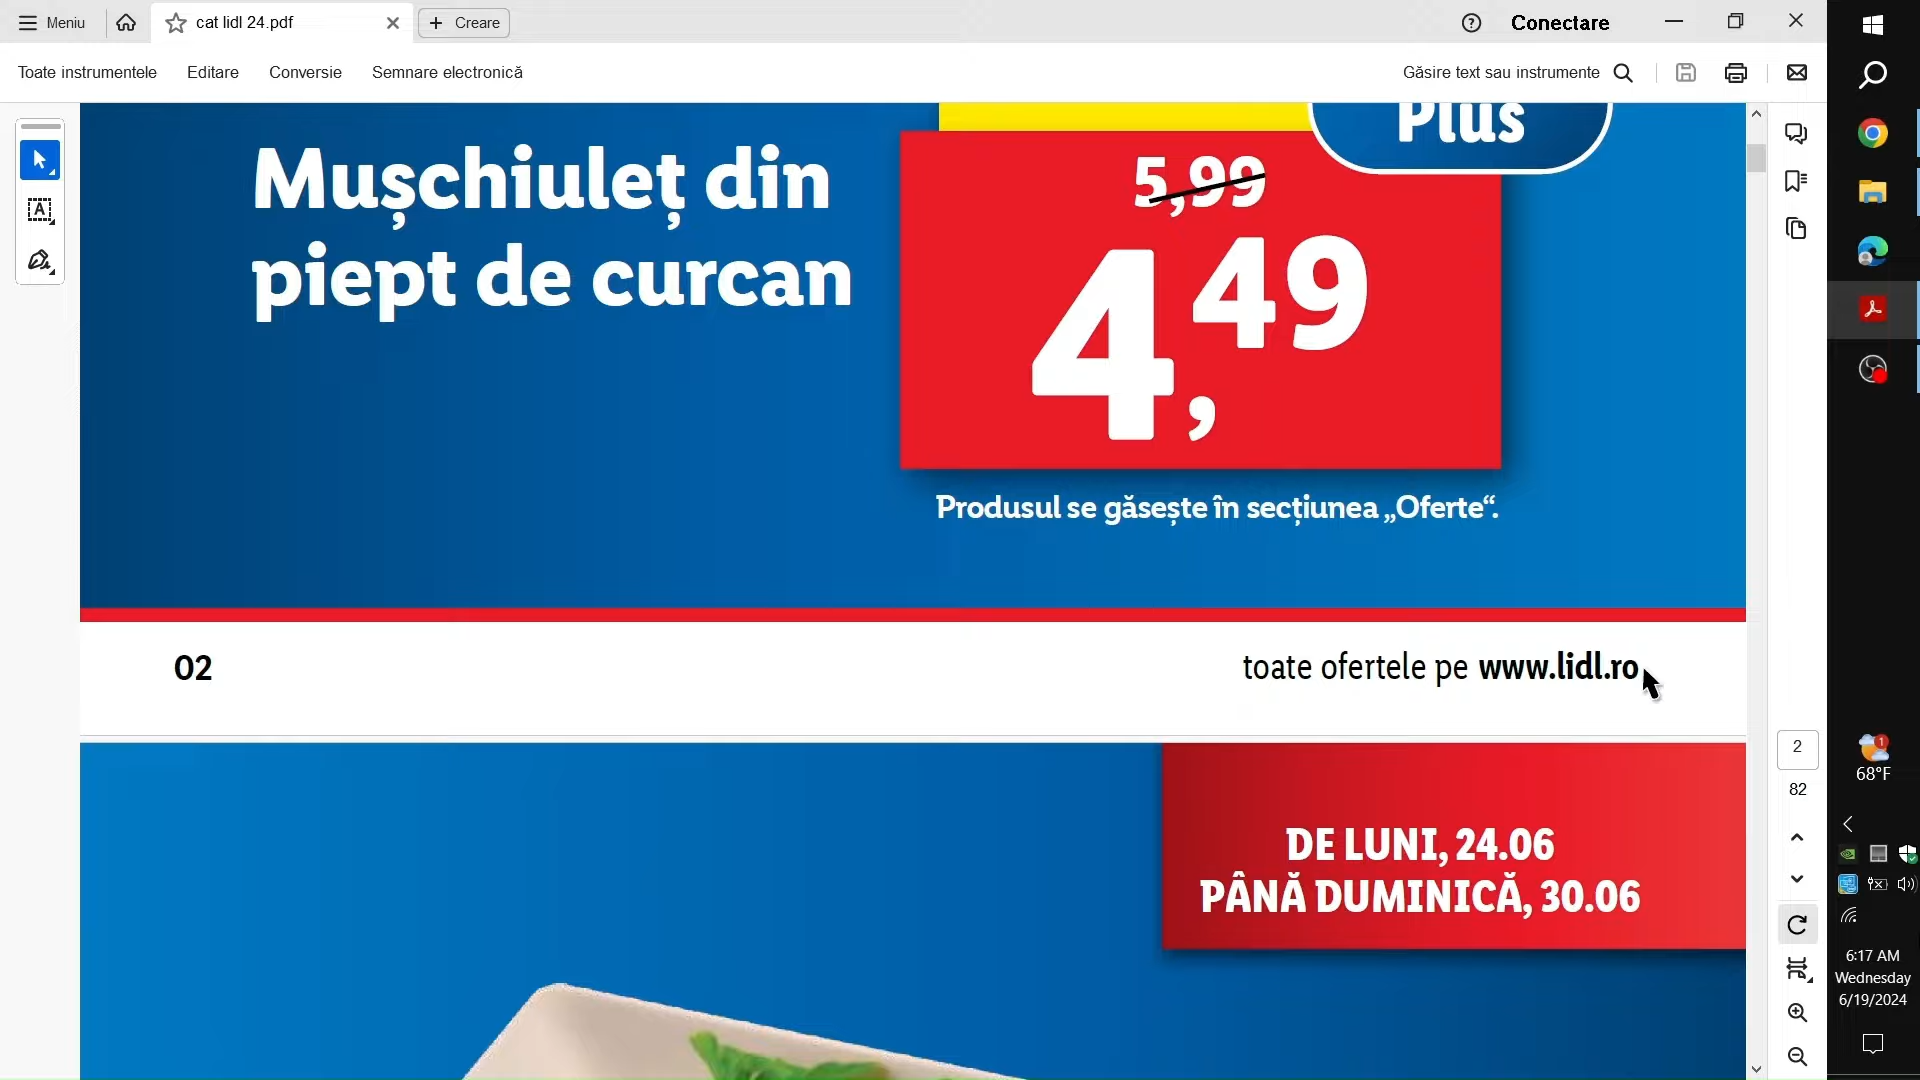 Meniu
cat lidl 24.pdf
Creare
Conectare
Toate instrumentele
Editare
Conversie
Semnare electronică
Găsire text sau instrumente
Plus
Mușchiuleț din
piept de curcan
5,99
4,49
Produsul se găsește în secțiunea „Oferte“.
02
toate ofertele pe www.lidl.ro
DE LUNI, 24.06
PÂNĂ DUMINICĂ, 30.06
2
82
1
68°F
6:17 AM
Wednesday
6/19/2024